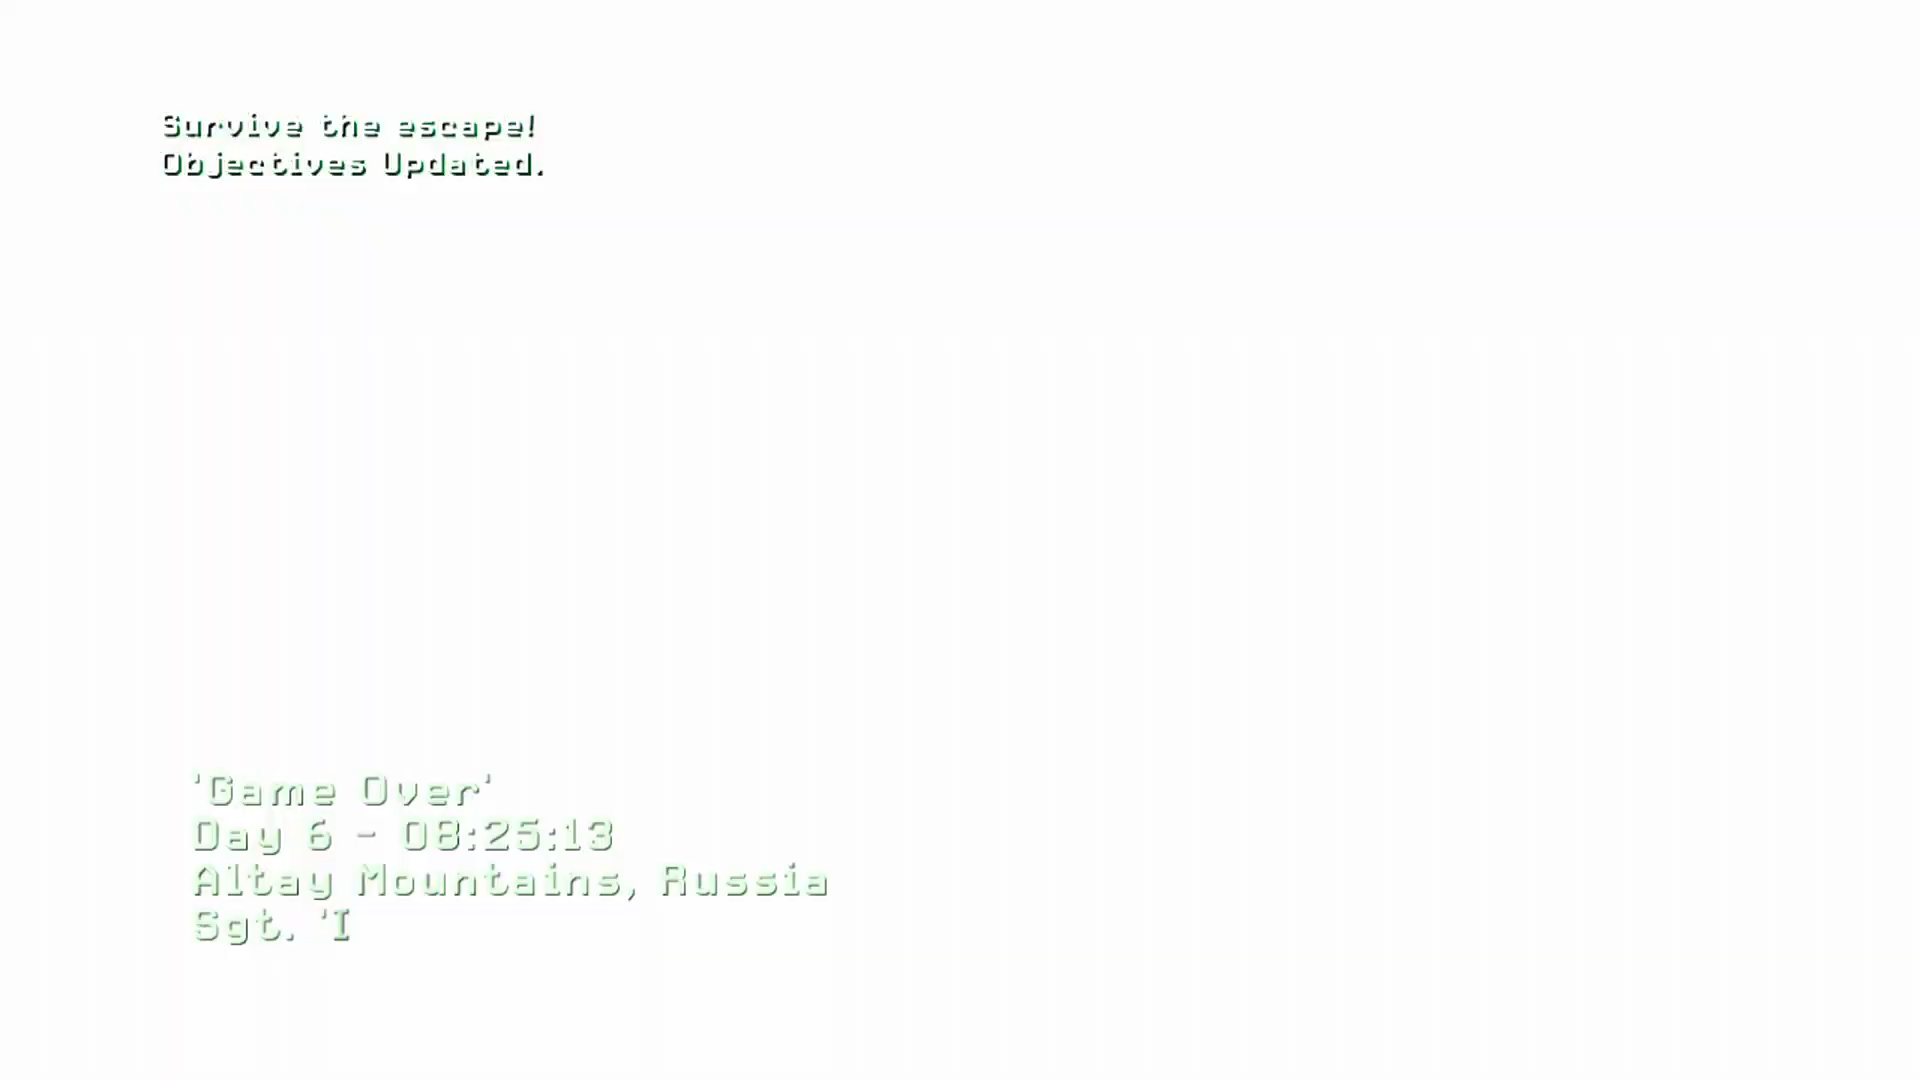 Survive the escape!
Objectives Updated.
'Game Over'
Day 6 - 08:25:13
Altay Mountains, Russia
Sgt. 'I